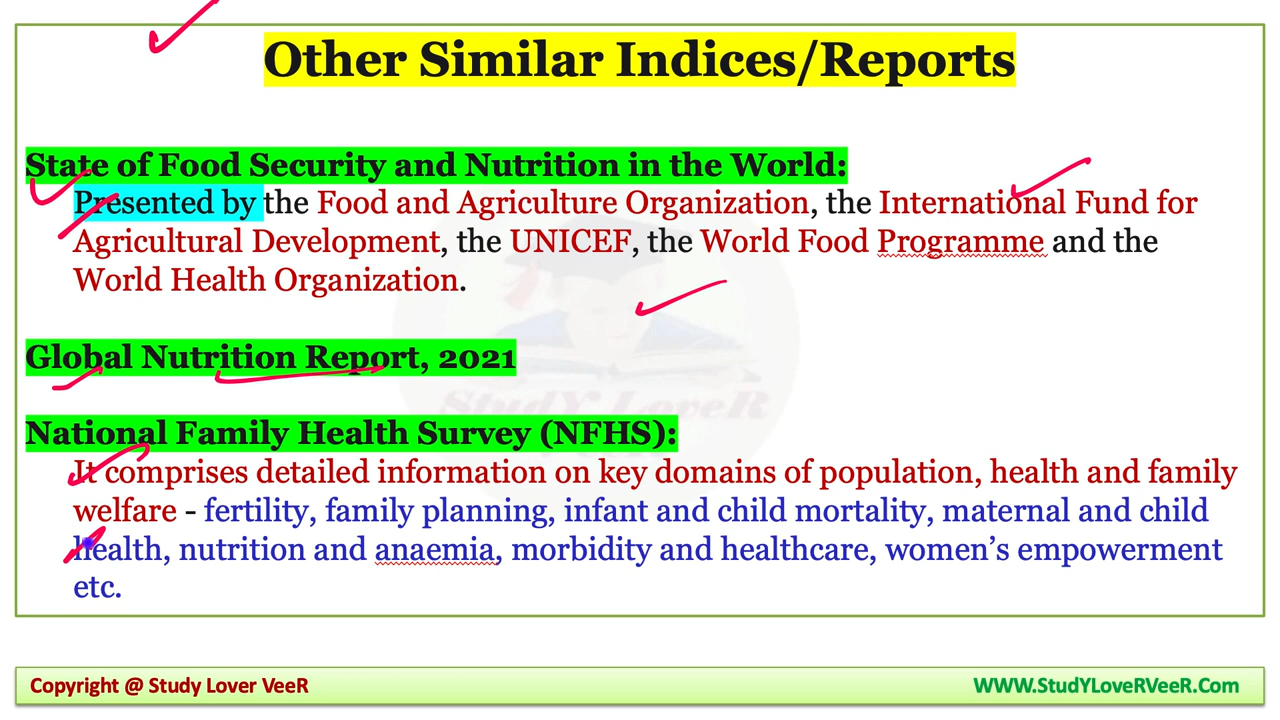 Other Similar Indices/Reports
State of Food Security and Nutrition in the World:
Presented by the Food and Agriculture Organization, the International Fund for
Agricultural Development, the UNICEF, the World Food Programme and the
World Health Organization.
Global Nutrition Report, 2021
StudY LoveR
National Family Health Survey (NFHS):
It comprises detailed information on key domains of population, health and family
welfare - fertility, family planning, infant and child mortality, maternal and child
health, nutrition and anaemia, morbidity and healthcare, women’s empowerment
etc.
Copyright @ Study Lover VeeR
WWW.StudYLoveRVeeR.Com